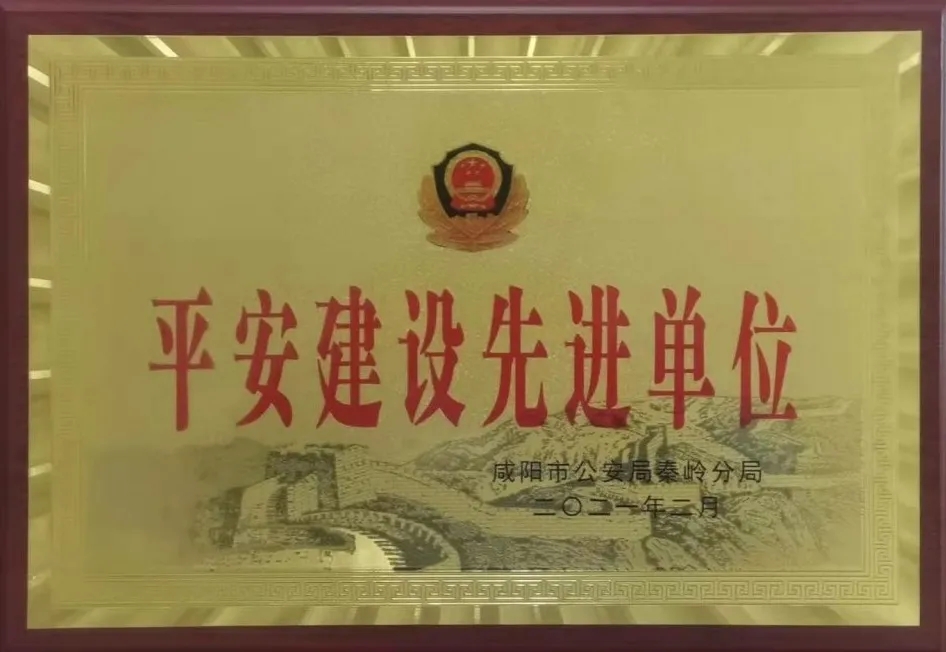 平安建设先进单位
咸阳市公安局秦岭分局
二〇二一年二月